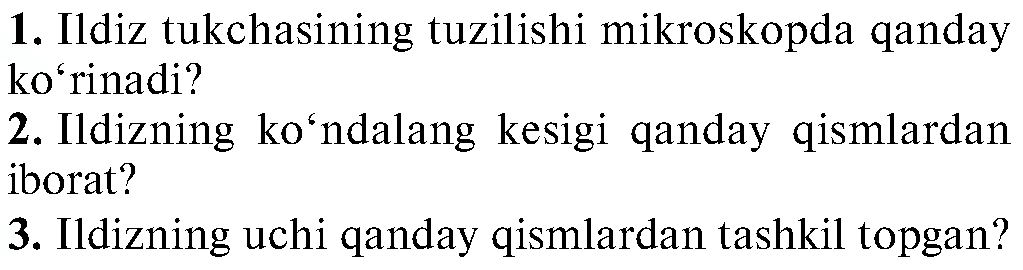 1. Ildiz tukchasining tuzilishi mikroskopda qanday
ko‘rinadi?
2. Ildizning ko‘ndalang kesigi qanday qismlardan
iborat?
3. Ildizning uchi qanday qismlardan tashkil topgan?